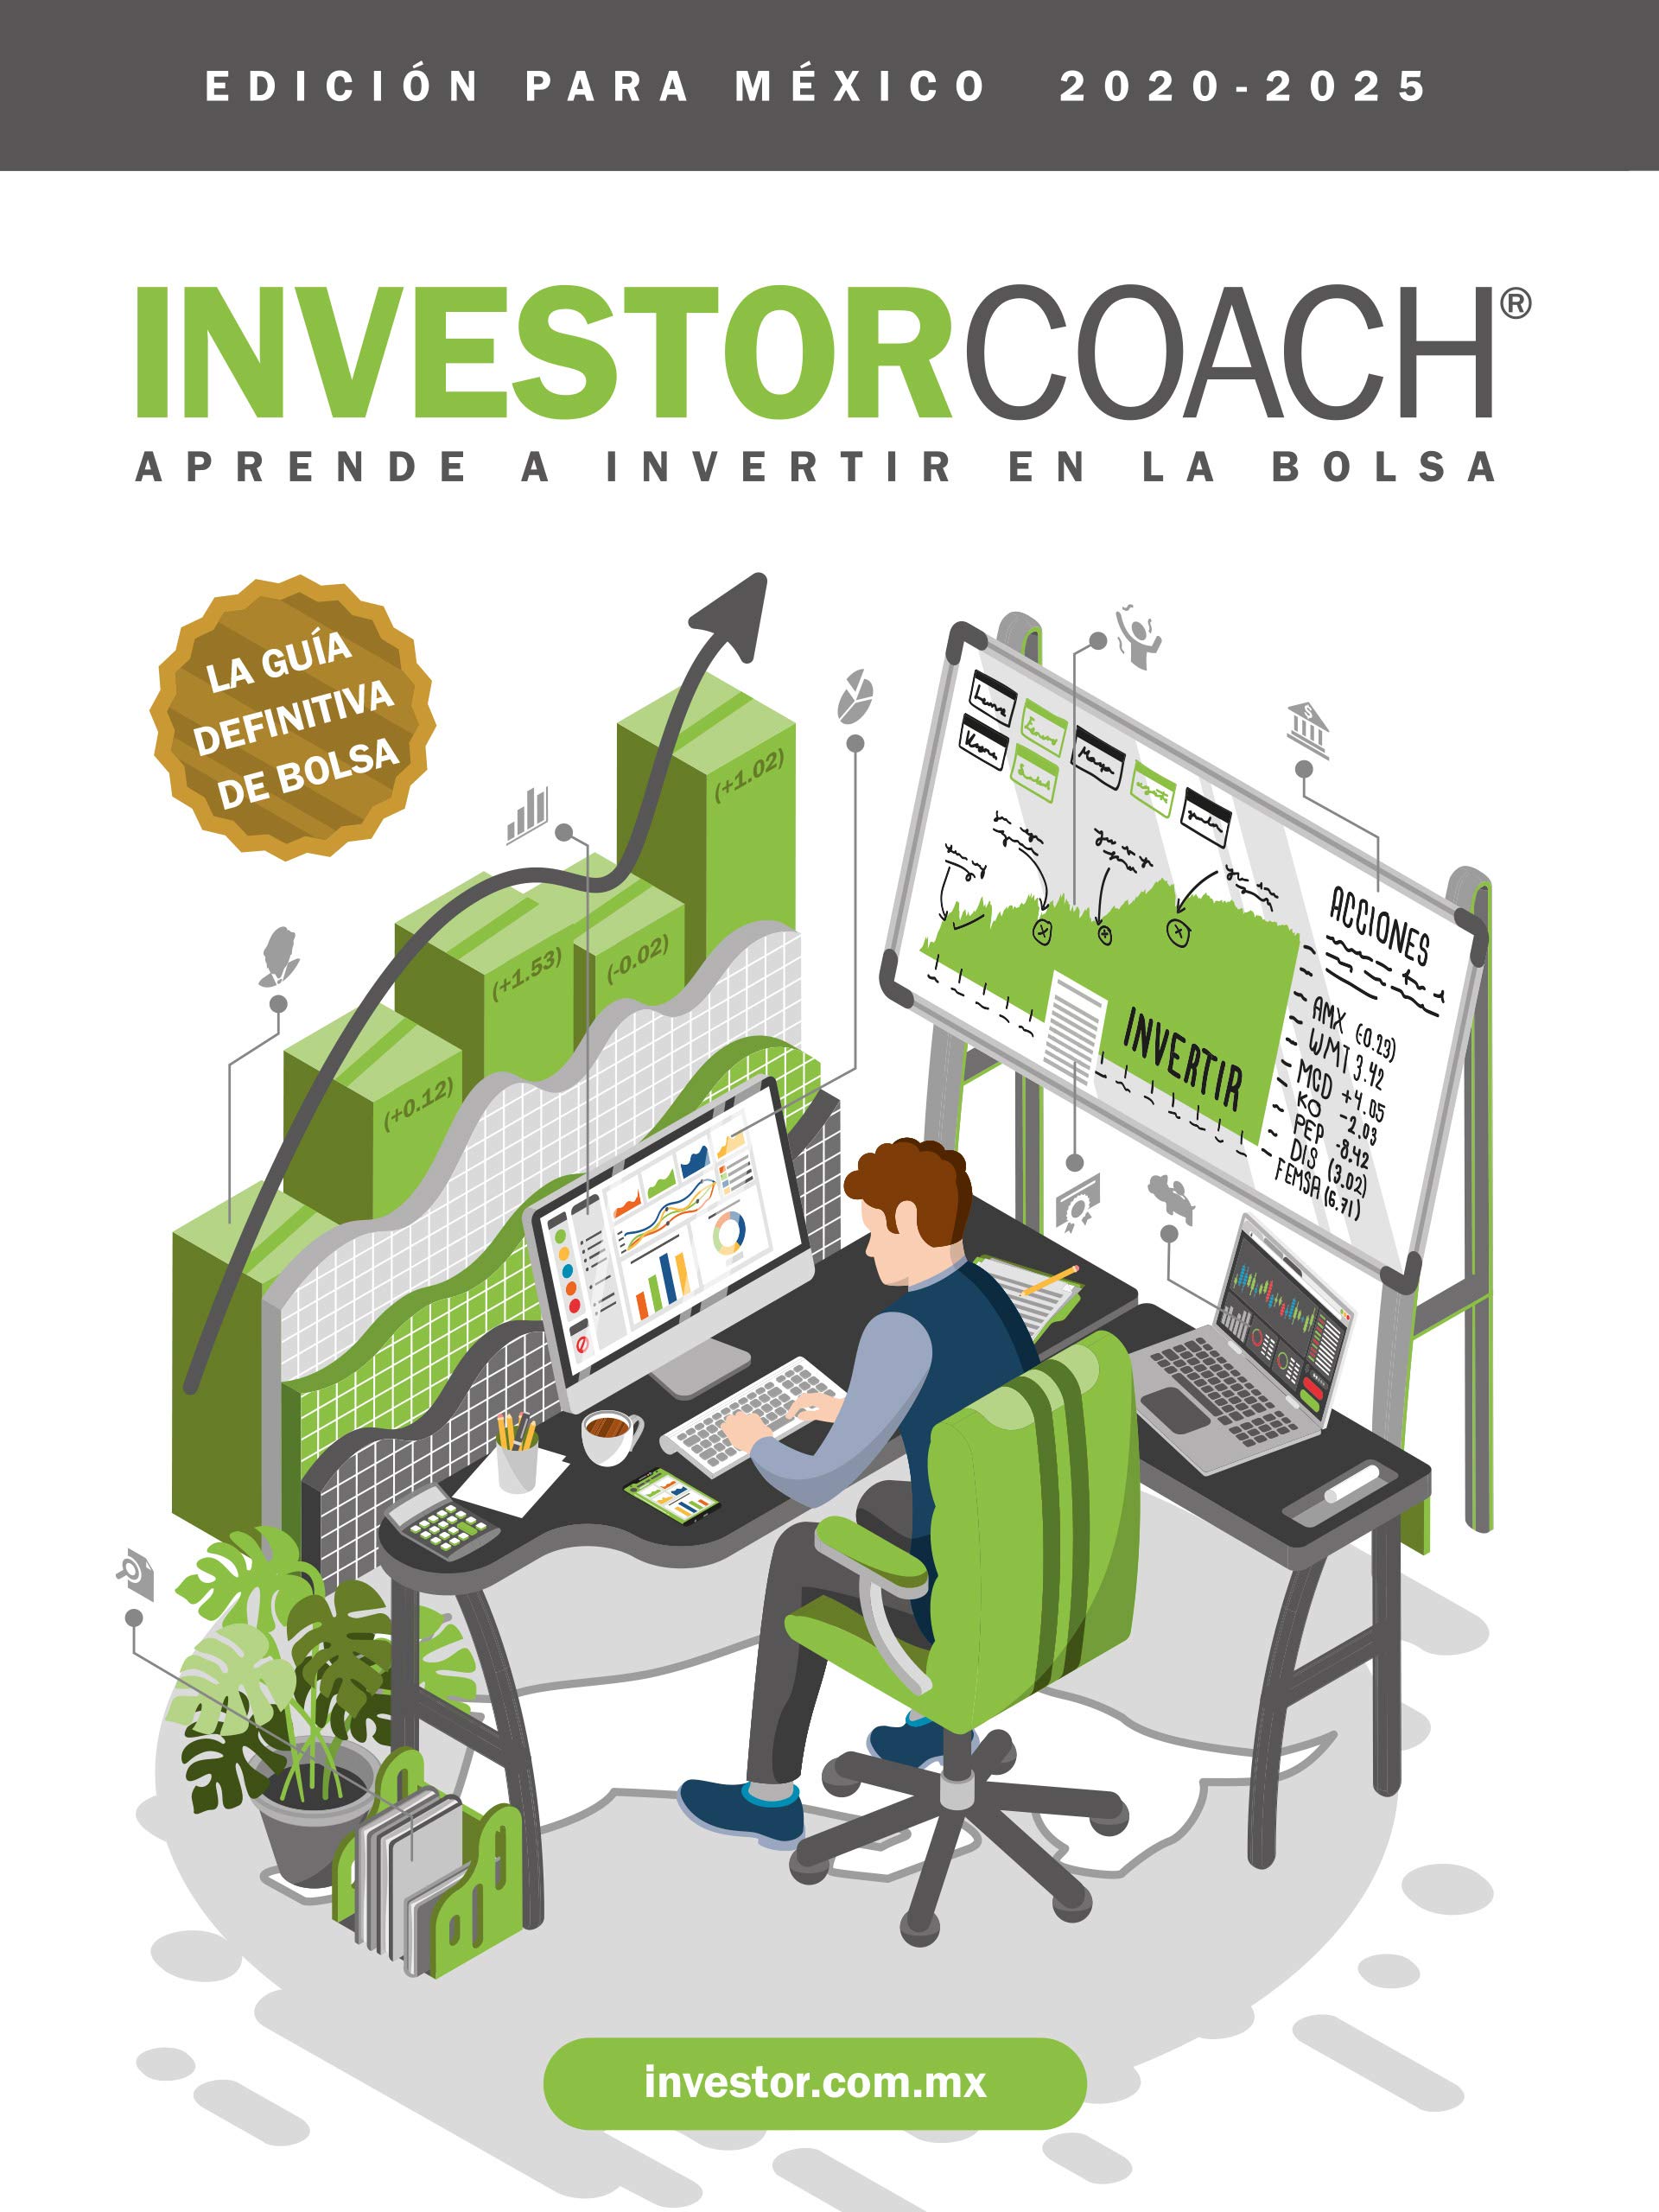 EDICIÓN PARA MÉXICO 2020-2025
INVESTORCOACH®
APRENDE A INVERTIR EN LA BOLSA
LA GUÍA
DEFINITIVA
DE BOLSA
(+1.02)
(+1.53)
(-0.02)
(+0.12)
ACCIONES
INVERTIR
AMX (-0.29)
WMT 3.42
MCD +4.05
KO -2.03
PEP -8.42
DIS (3.02)
FEMSA (6.71)
investor.com.mx